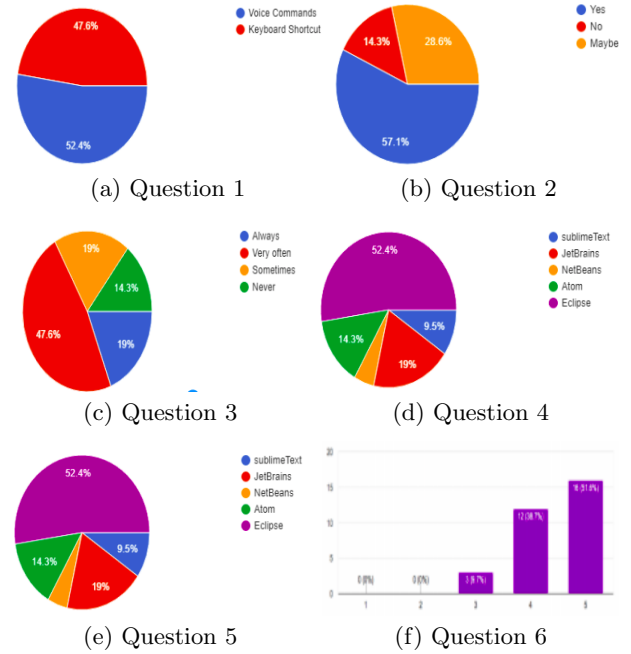 47.6%
52.4%
Voice Commands
Keyboard Shortcut
(a) Question 1
14.3%
28.6%
57.1%
Yes
No
Maybe
(b) Question 2
19%
14.3%
47.6%
19%
Always
Very often
Sometimes
Never
(c) Question 3
52.4%
14.3%
9.5%
19%
sublimeText
JetBrains
NetBeans
Atom
Eclipse
(d) Question 4
52.4%
14.3%
9.5%
19%
sublimeText
JetBrains
NetBeans
Atom
Eclipse
(e) Question 5
20
15
10
5
0
0 (0%)
0 (0%)
3 (9.7%)
12 (38.7%)
16 (51.6%)
1
2
3
4
5
(f) Question 6